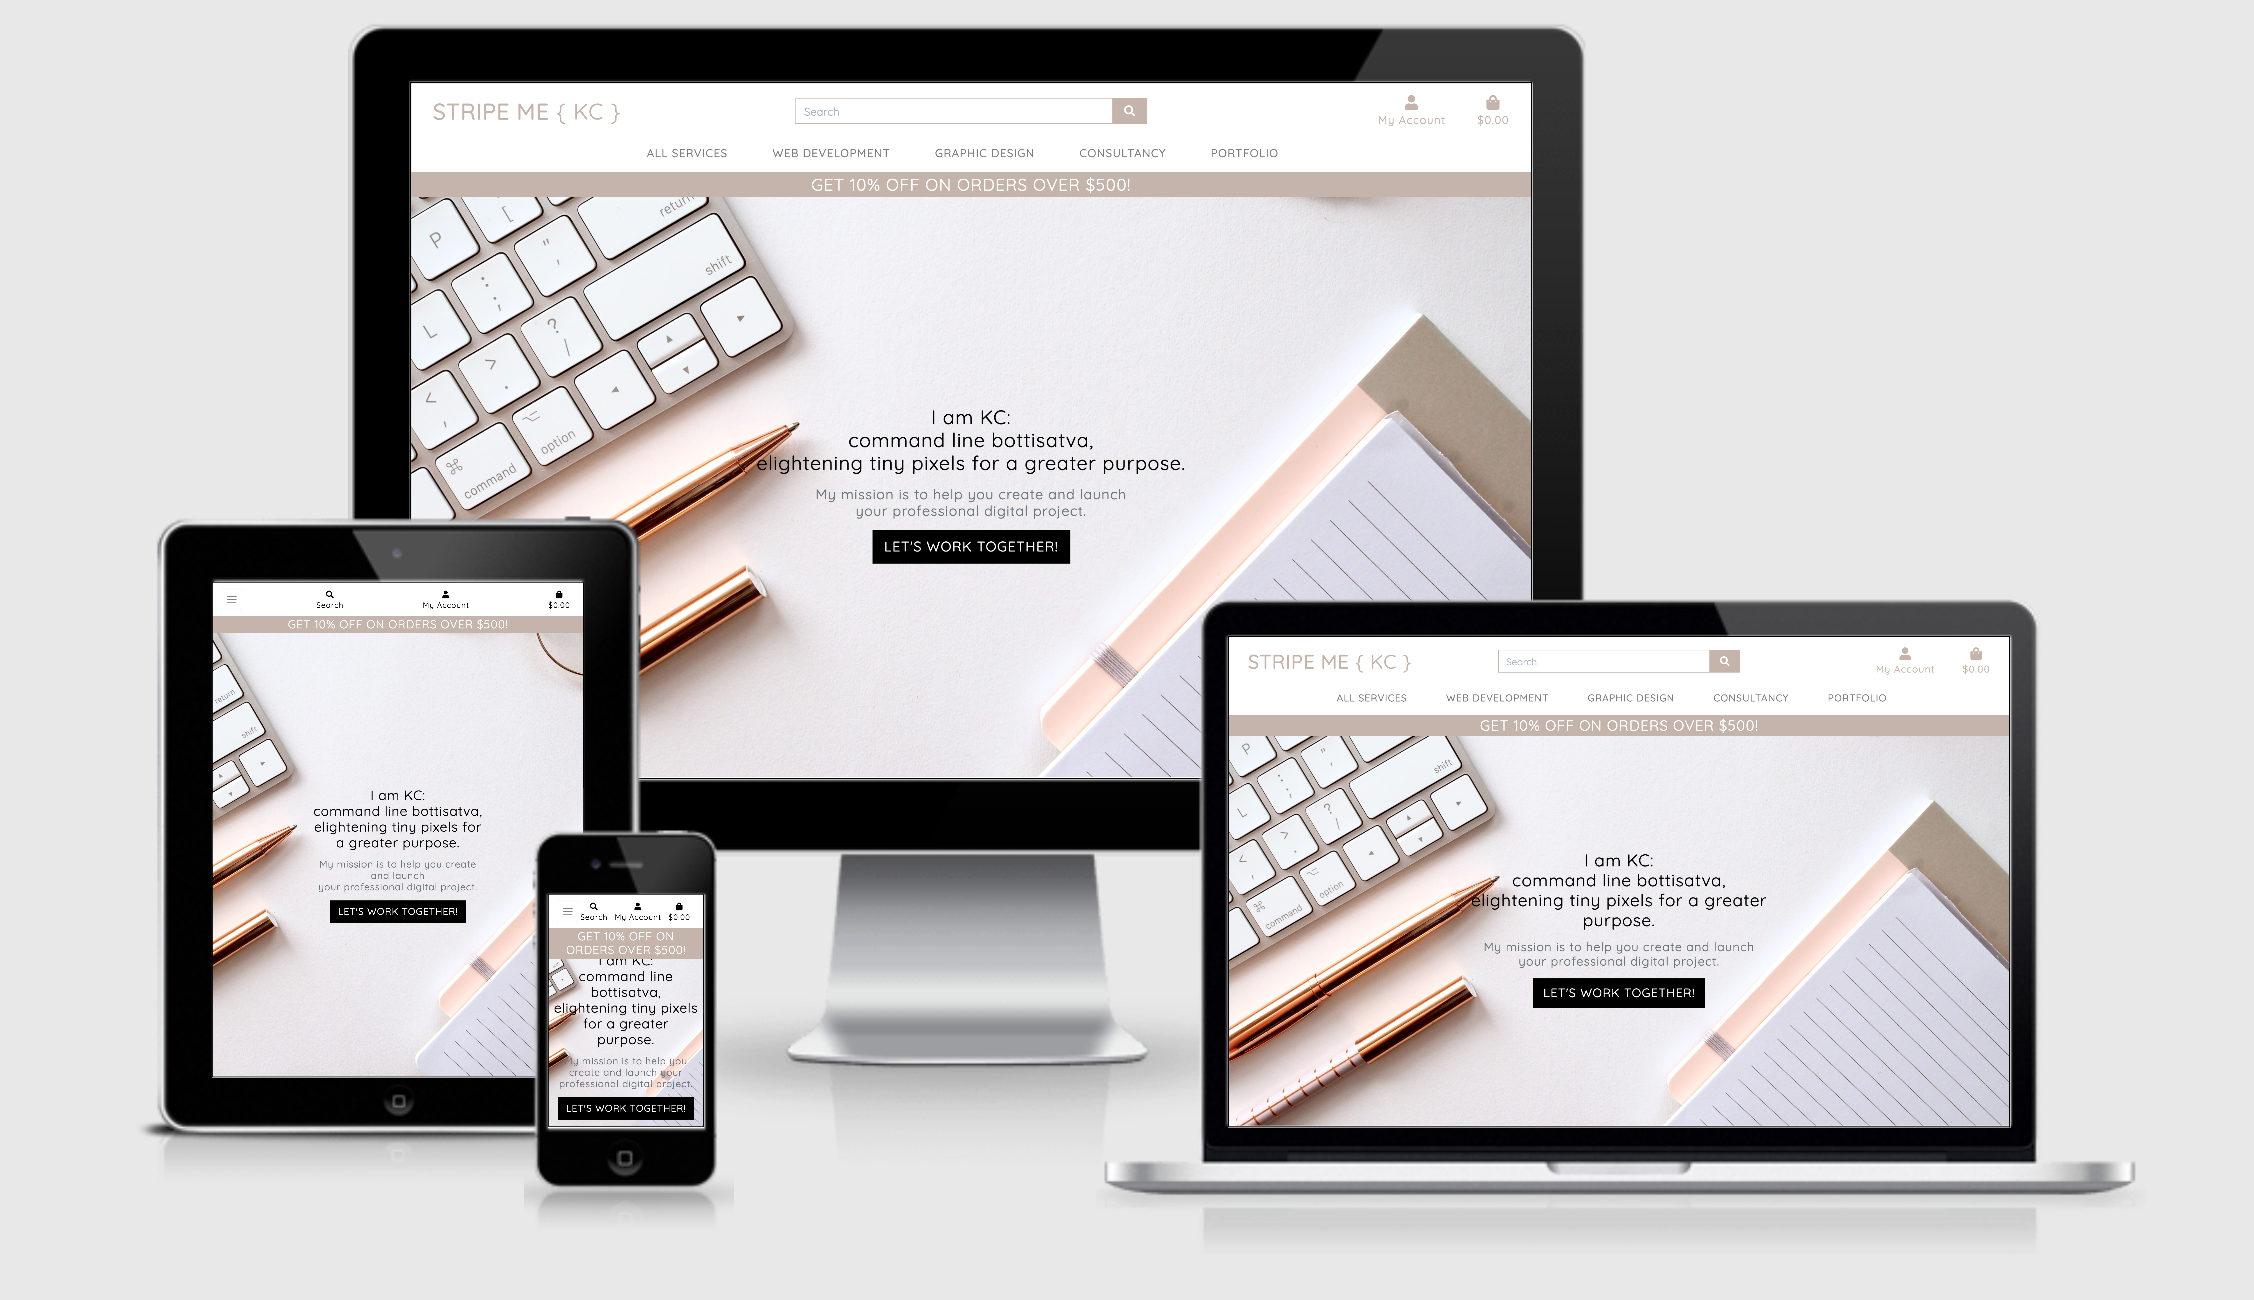 STRIPE ME { KC }
Search
My Account
$0.00
ALL SERVICES WEB DEVELOPMENT GRAPHIC DESIGN CONSULTANCY PORTFOLIO
GET 10% OFF ON ORDERS OVER $500!
return
P [ " '
shift
L : ; ? /
> .
< ,
option
command
I am KC:
command line bottisatva,
elightening tiny pixels for a greater purpose.
My mission is to help you create and launch
your professional digital project.
LET'S WORK TOGETHER!
Search My Account $0.00
GET 10% OFF ON ORDERS OVER $500!
return
shift
I am KC:
command line bottisatva,
elightening tiny pixels for
a greater purpose.
My mission is to help you create
and launch
your professional digital project.
LET'S WORK TOGETHER!
Search My Account $0.00
GET 10% OFF ON
ORDERS OVER $500!
I am KC:
command line
bottisatva,
elightening tiny pixels
for a greater
purpose.
My mission is to help you
create and launch your
professional digital project.
LET'S WORK TOGETHER!
STRIPE ME { KC }
Search
My Account
$0.00
ALL SERVICES WEB DEVELOPMENT GRAPHIC DESIGN CONSULTANCY PORTFOLIO
GET 10% OFF ON ORDERS OVER $500!
P " '
shift
L : ; ? /
> .
< ,
option
command
I am KC:
command line bottisatva,
elightening tiny pixels for a greater
purpose.
My mission is to help you create and launch
your professional digital project.
LET'S WORK TOGETHER!